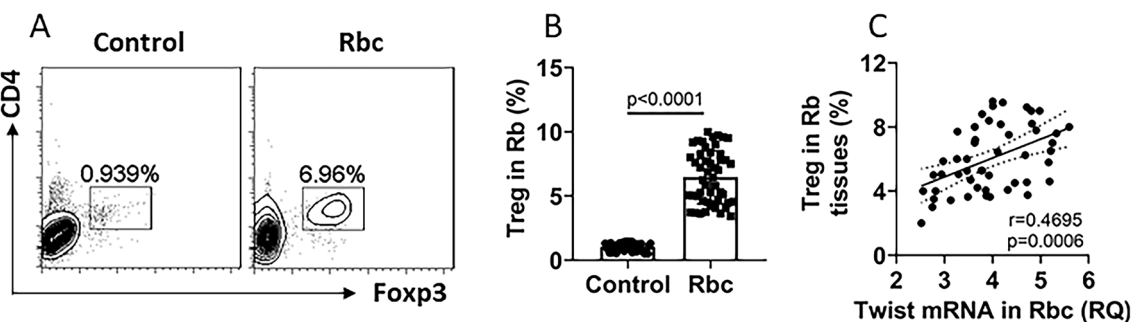 A
Control
Rbc
CD4
0.939%
6.96%
Foxp3
B
Treg in Rb (%)
15
10
5
0
p<0.0001
Control Rbc
C
Treg in Rb
tissues (%)
12
8
4
0
r=0.4695
p=0.0006
2 3 4 5 6
Twist mRNA in Rbc (RQ)